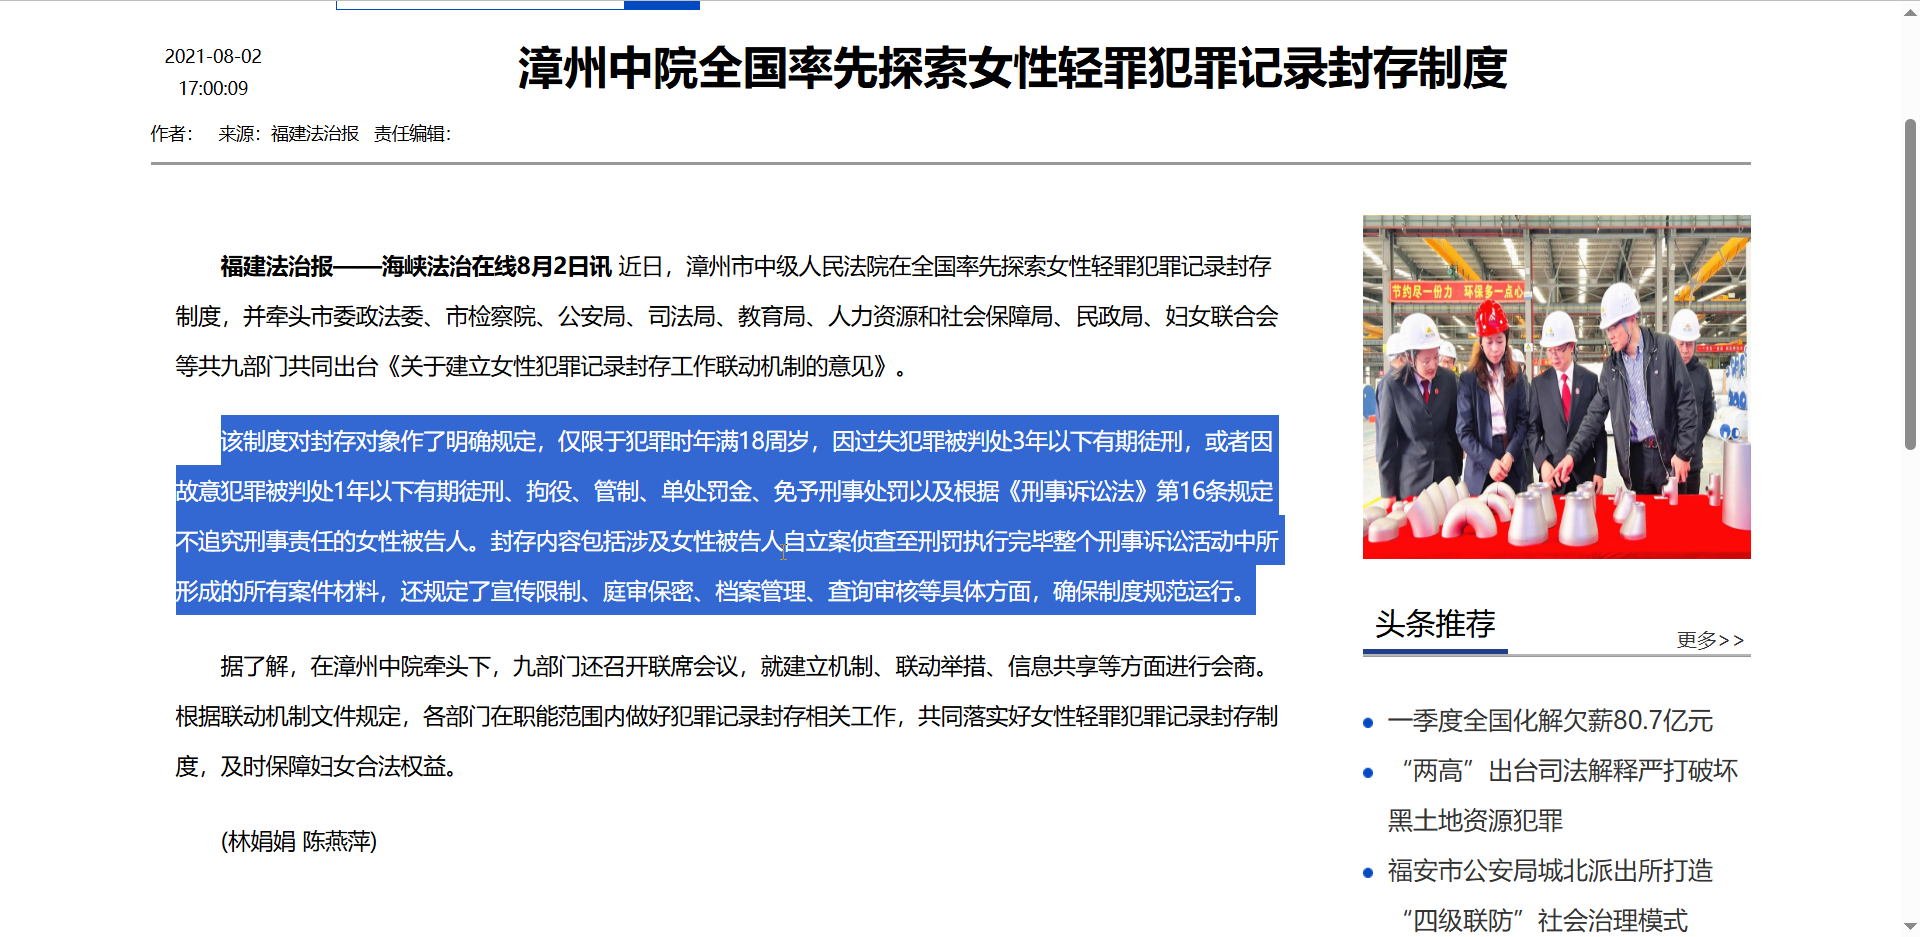 2021-08-02
17:00:09
漳州中院全国率先探索女性轻罪犯罪记录封存制度
作者： 来源：福建法治报 责任编辑：
福建法治报——海峡法治在线8月2日讯 近日，漳州市中级人民法院在全国率先探索女性轻罪犯罪记录封存
制度，并牵头市委政法委、市检察院、公安局、司法局、教育局、人力资源和社会保障局、民政局、妇女联合会
等共九部门共同出台《关于建立女性犯罪记录封存工作联动机制的意见》。
该制度对封存对象作了明确规定，仅限于犯罪时年满18周岁，因过失犯罪被判处3年以下有期徒刑，或者因
故意犯罪被判处1年以下有期徒刑、拘役、管制、单处罚金、免予刑事处罚以及根据《刑事诉讼法》第16条规定
不追究刑事责任的女性被告人。封存内容包括涉及女性被告人自立案侦查至刑罚执行完毕整个刑事诉讼活动中所
形成的所有案件材料，还规定了宣传限制、庭审保密、档案管理、查询审核等具体方面，确保制度规范运行。
据了解，在漳州中院牵头下，九部门还召开联席会议，就建立机制、联动举措、信息共享等方面进行会商。
根据联动机制文件规定，各部门在职能范围内做好犯罪记录封存相关工作，共同落实好女性轻罪犯罪记录封存制
度，及时保障妇女合法权益。
(林娟娟 陈燕萍)
节约尽一份力 环保多一点心
头条推荐
更多>>
一季度全国化解欠薪80.7亿元
“两高”出台司法解释严打破坏
黑土地资源犯罪
福安市公安局城北派出所打造
“四级联防”社会治理模式